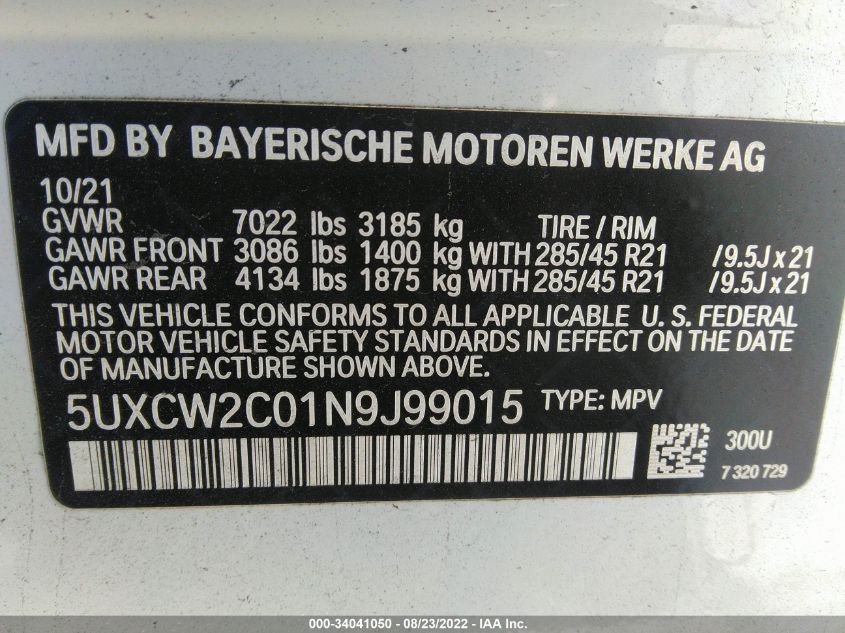 MFD BY BAYERISCHE MOTOREN WERKE AG
10/21
GVWR 7022 lbs 3185 kg TIRE / RIM
GAWR FRONT 3086 lbs 1400 kg WITH 285/45 R21 /9.5J x 21
GAWR REAR 4134 lbs 1875 kg WITH 285/45 R21 /9.5J x 21
THIS VEHICLE CONFORMS TO ALL APPLICABLE U. S. FEDERAL
MOTOR VEHICLE SAFETY STANDARDS IN EFFECT ON THE DATE
OF MANUFACTURE SHOWN ABOVE.
5UXCW2C01N9J99015 TYPE: MPV
300U
7 320 729
000-34041050 - 08/23/2022 - IAA Inc.